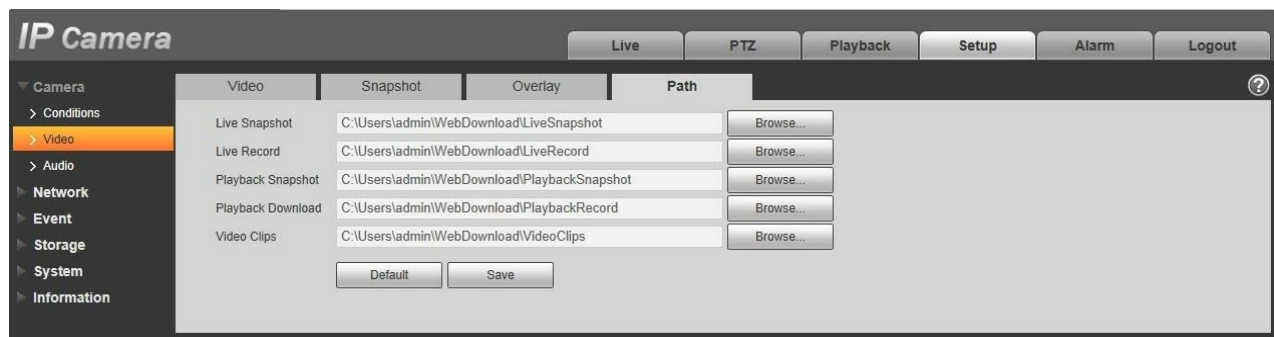 IP Camera
Live PTZ Playback Setup Alarm Logout
Camera
Conditions
Video
Audio
Network
Event
Storage
System
Information
Video Snapshot Overlay Path ?
Live Snapshot C:\Users\admin\WebDownload\LiveSnapshot Browse...
Live Record C:\Users\admin\WebDownload\LiveRecord Browse...
Playback Snapshot C:\Users\admin\WebDownload\PlaybackSnapshot Browse...
Playback Download C:\Users\admin\WebDownload\PlaybackRecord Browse...
Video Clips C:\Users\admin\WebDownload\VideoClips Browse...
Default Save